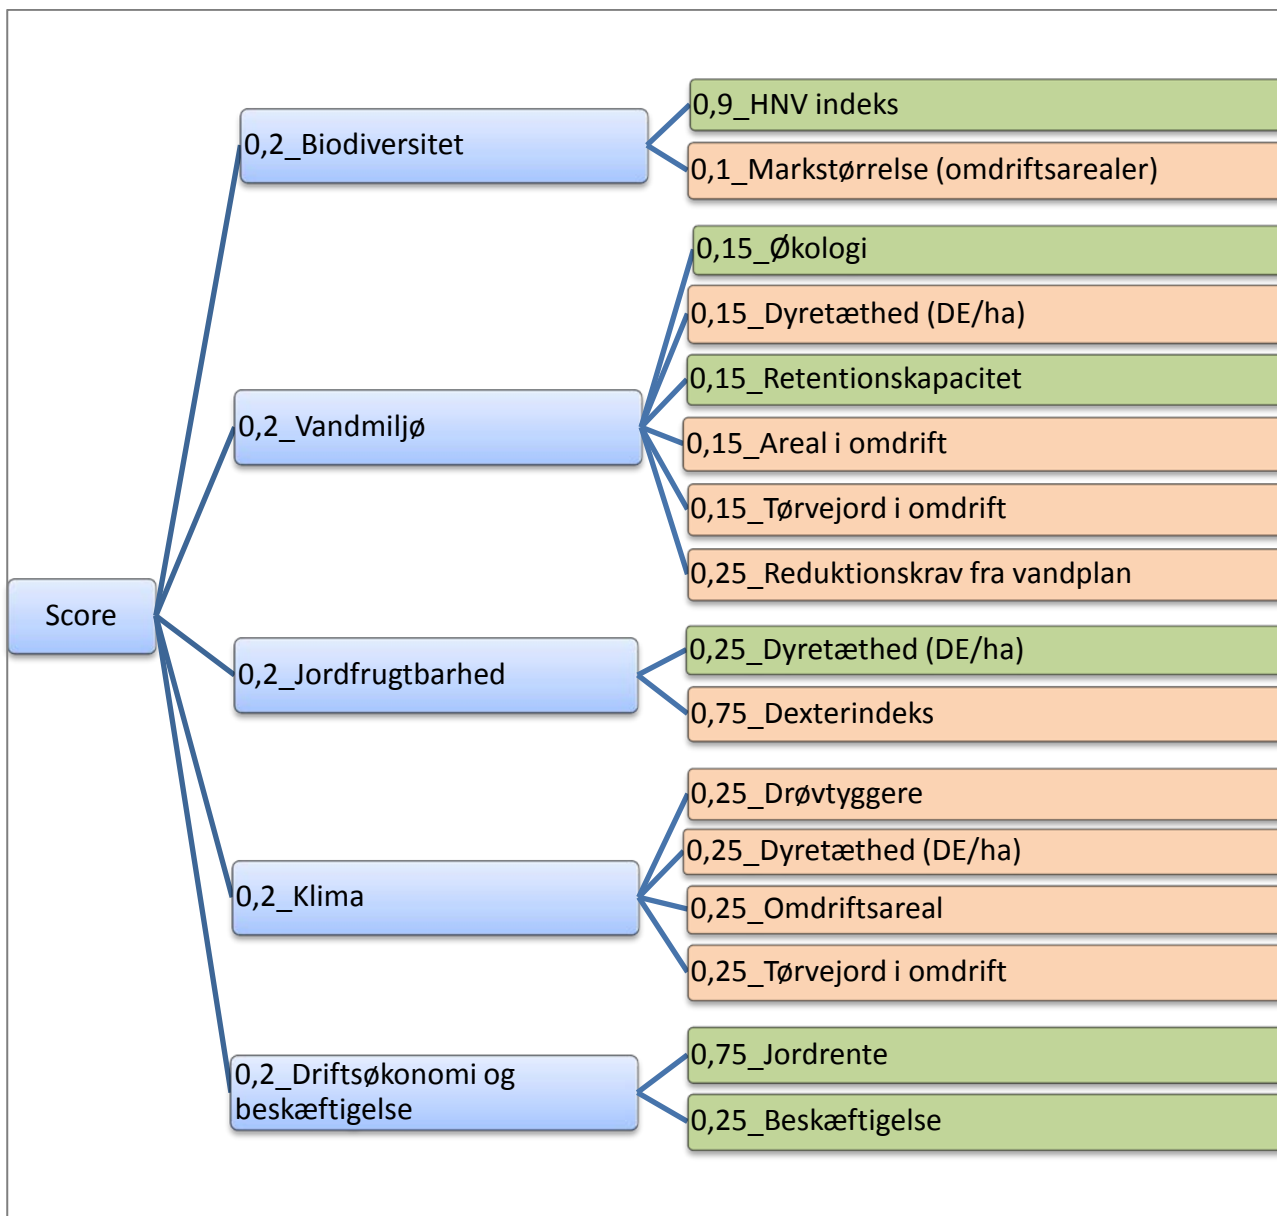 Score
0,2_Biodiversitet
0,9_HNV indeks
0,1_Markstørrelse (omdriftsarealer)
0,2_Vandmiljø
0,15_Økologi
0,15_Dyretæthed (DE/ha)
0,15_Retentionskapacitet
0,15_Areal i omdrift
0,15_Tørvejord i omdrift
0,25_Reduktionskrav fra vandplan
0,2_Jordfrugtbarhed
0,25_Dyretæthed (DE/ha)
0,75_Dexterindeks
0,2_Klima
0,25_Drøvtyggere
0,25_Dyretæthed (DE/ha)
0,25_Omdriftsareal
0,25_Tørvejord i omdrift
0,2_Driftsøkonomi og
beskæftigelse
0,75_Jordrente
0,25_Beskæftigelse